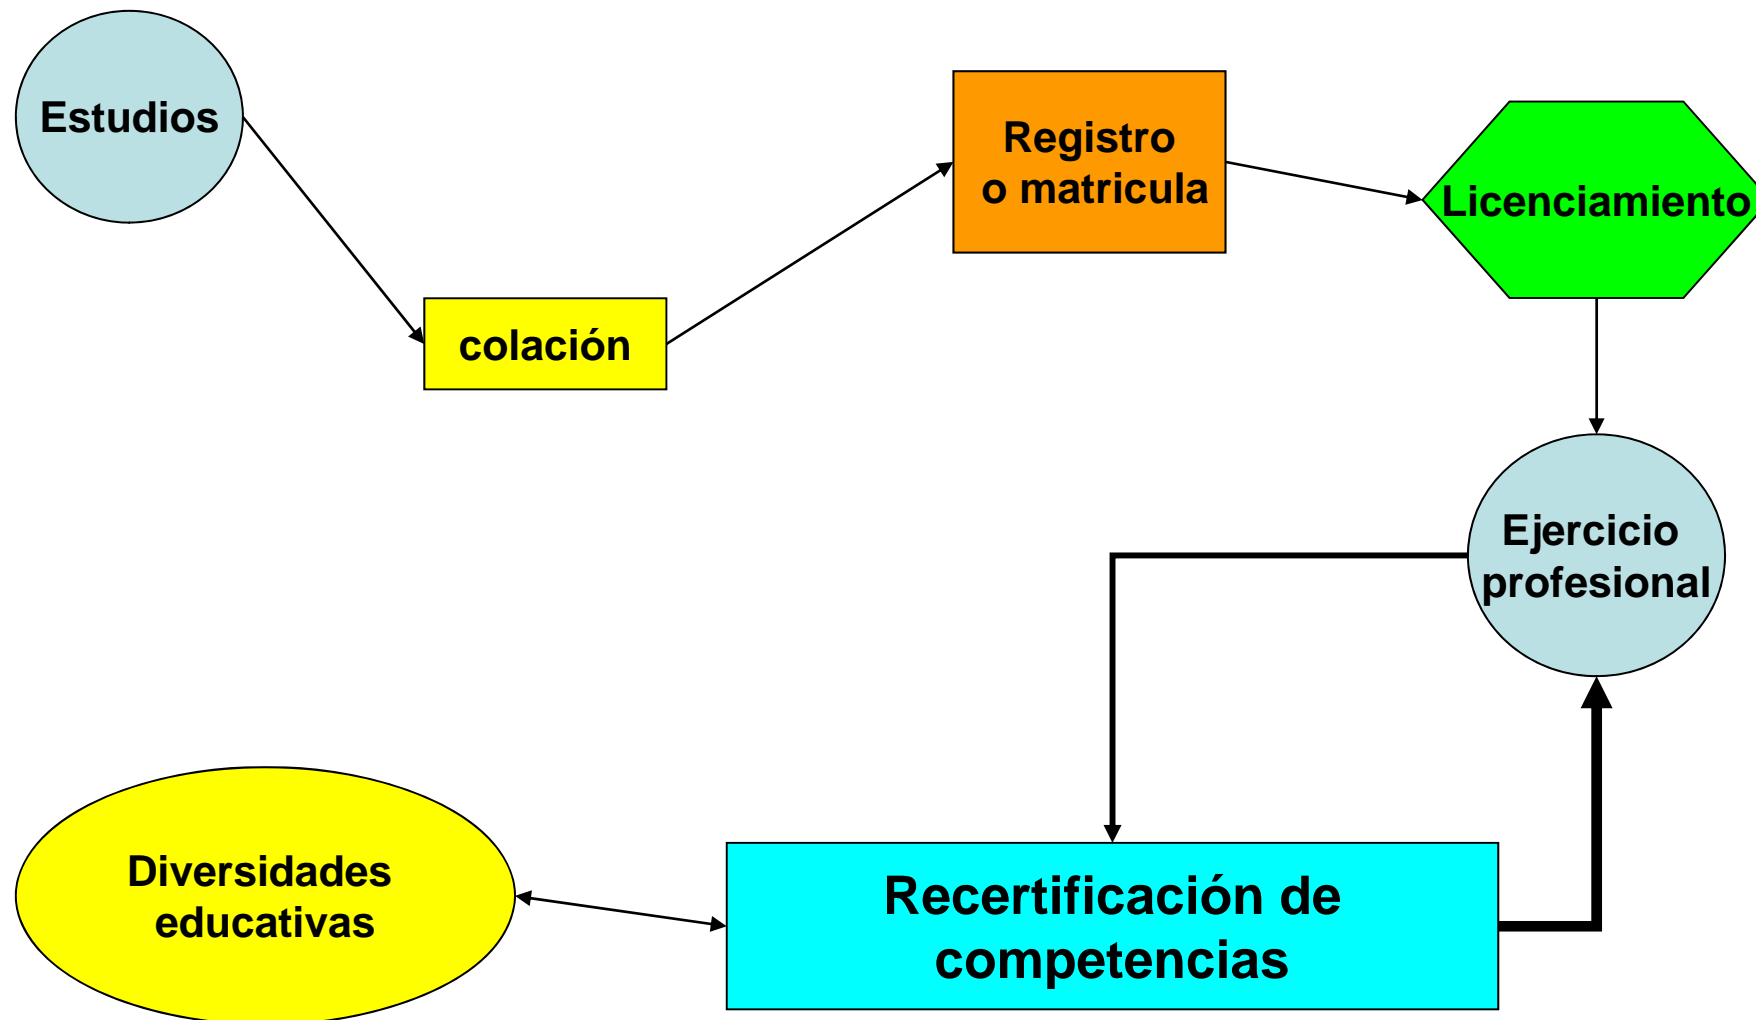 Estudios
colación
Registro
o matricula
Licenciamiento
Ejercicio
profesional
Diversidades
educativas
Recertificación de
competencias